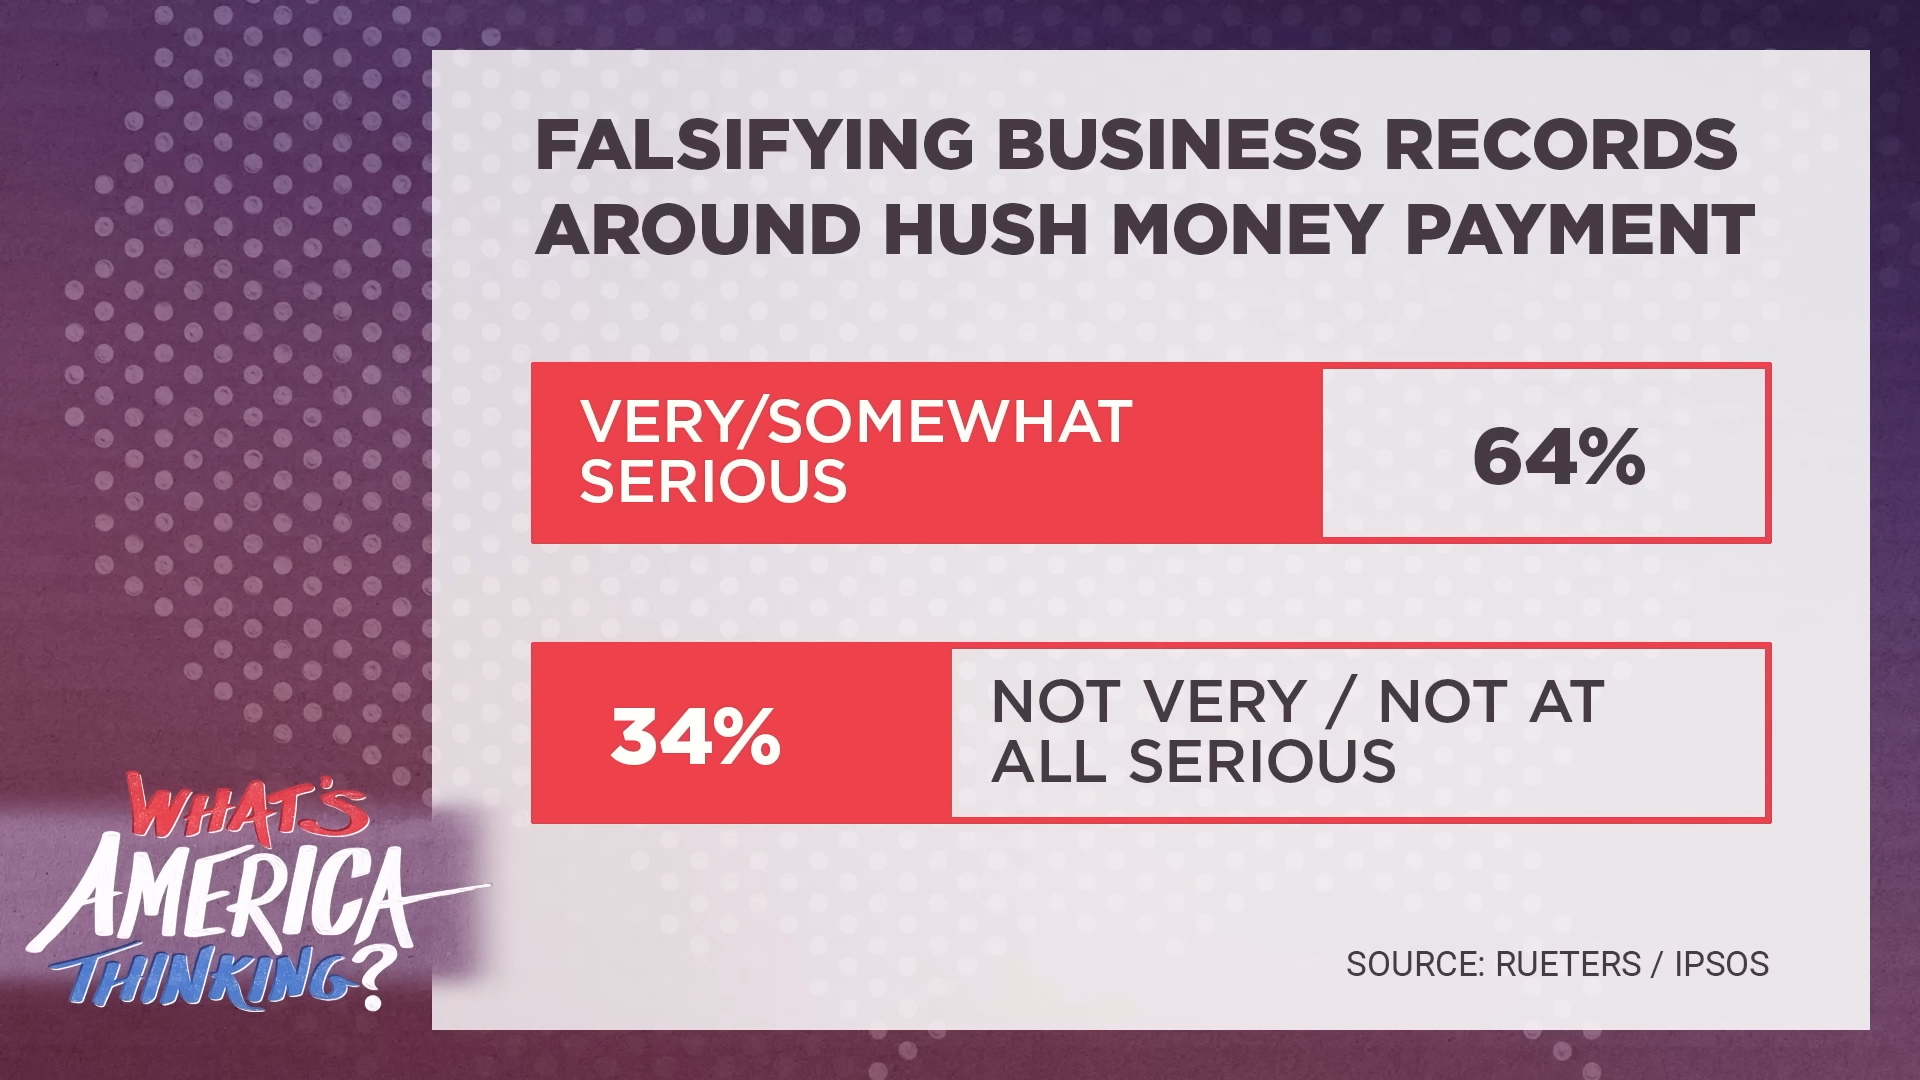 FALSIFYING BUSINESS RECORDS
AROUND HUSH MONEY PAYMENT
VERY/SOMEWHAT
SERIOUS
64%
34%
NOT VERY / NOT AT
ALL SERIOUS
WHAT'S
AMERICA
THINKING?
SOURCE: RUETERS / IPSOS